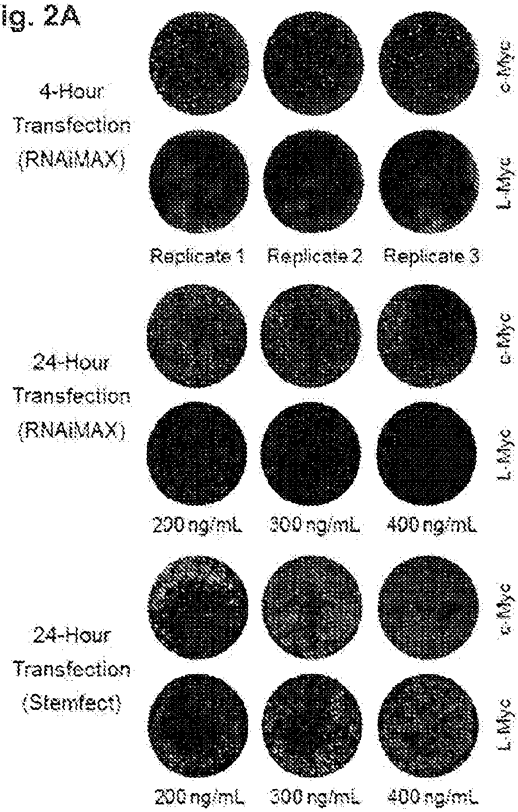 ig. 2A
4-Hour
Transfection
(RNAiMAX)
c-Myc
L-Myc
Replicate 1 Replicate 2 Replicate 3
24-Hour
Transfection
(RNAiMAX)
c-Myc
L-Myc
200 ng/mL 300 ng/mL 400 ng/mL
24-Hour
Transfection
(Stemfect)
c-Myc
L-Myc
200 ng/mL 300 ng/mL 400 ng/mL